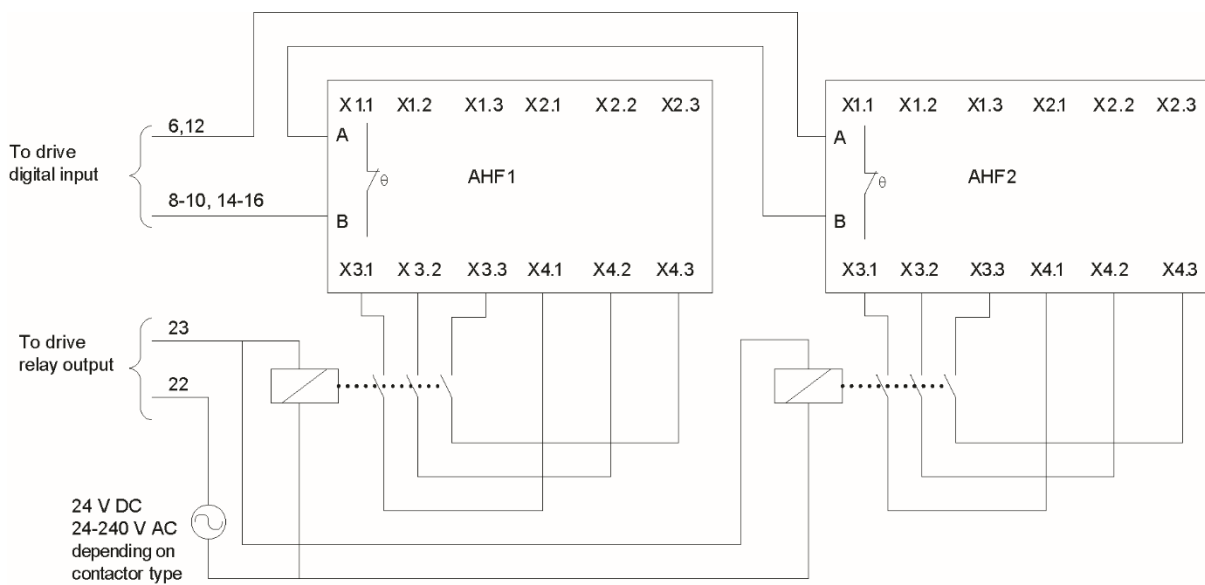 6,12
To drive
digital input
8-10, 14-16
X1.1 X1.2 X1.3 X2.1 X2.2 X2.3
A
θ
AHF1
B
X3.1 X3.2 X3.3 X4.1 X4.2 X4.3
X1.1 X1.2 X1.3 X2.1 X2.2 X2.3
A
θ
AHF2
B
X3.1 X3.2 X3.3 X4.1 X4.2 X4.3
23
To drive
relay output
22
24 V DC
24-240 V AC
depending on
contactor type